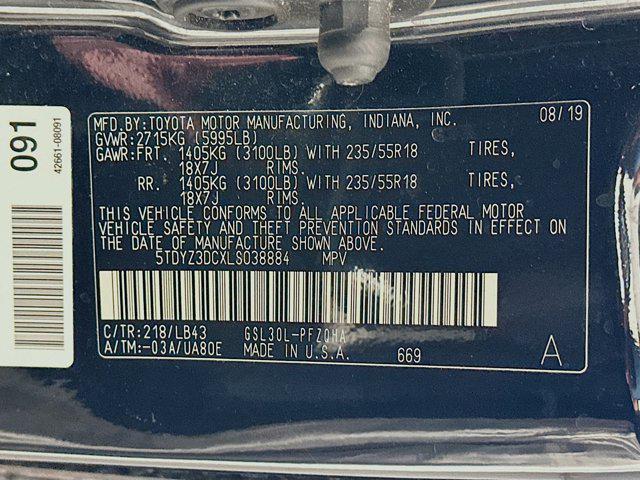 091
42661-08091
MFD.BY:TOYOTA MOTOR MANUFACTURING, INDIANA, INC. 08/19
GVWR:2715KG (5995LB)
GAWR:FRT. 1405KG (3100LB) WITH 235/55R18 TIRES,
18X7J RIMS.
RR. 1405KG (3100LB) WITH 235/55R18 TIRES,
18X7J RIMS.
THIS VEHICLE CONFORMS TO ALL APPLICABLE FEDERAL MOTOR
VEHICLE SAFETY AND THEFT PREVENTION STANDARDS IN EFFECT ON
THE DATE OF MANUFACTURE SHOWN ABOVE.
5TDYZ3DCXLS038884 MPV
C/TR:218/LB43 GSL30L-PFZQHA
A/TM:-03A/UA80E MADE IN U.S.A. 669 A